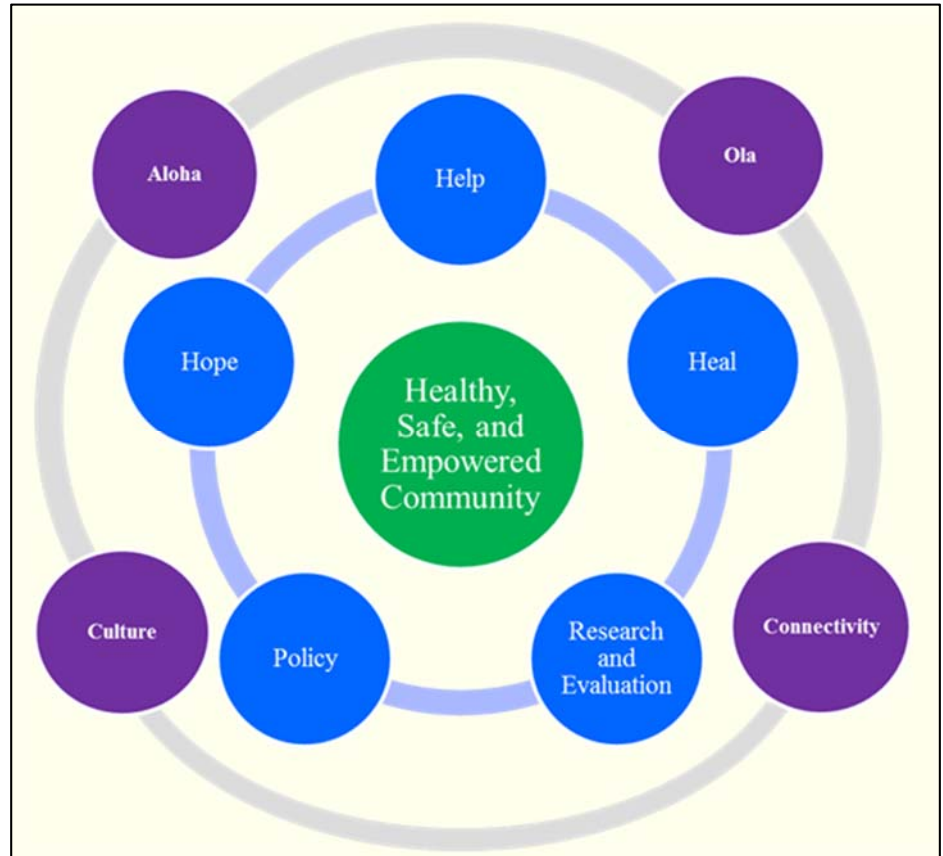 Aloha
Ola
Help
Hope
Heal
Healthy,
Safe, and
Empowered
Community
Culture
Policy
Research
and
Evaluation
Connectivity